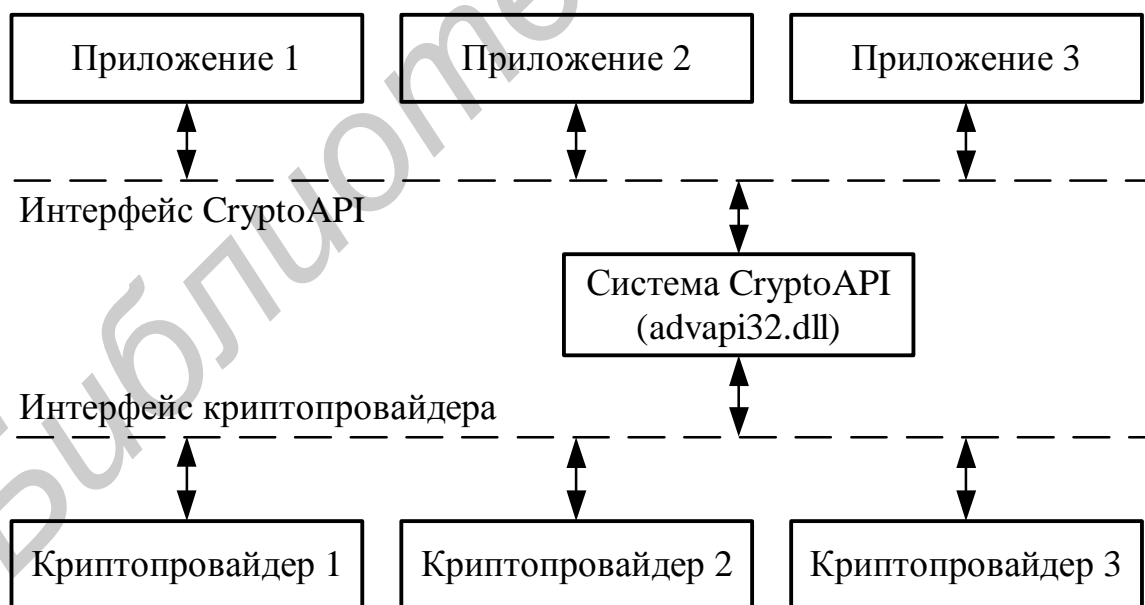 Приложение 1
Приложение 2
Приложение 3
Интерфейс CryptoAPI
Система CryptoAPI
(advapi32.dll)
Интерфейс криптопровайдера
Криптопровайдер 1
Криптопровайдер 2
Криптопровайдер 3